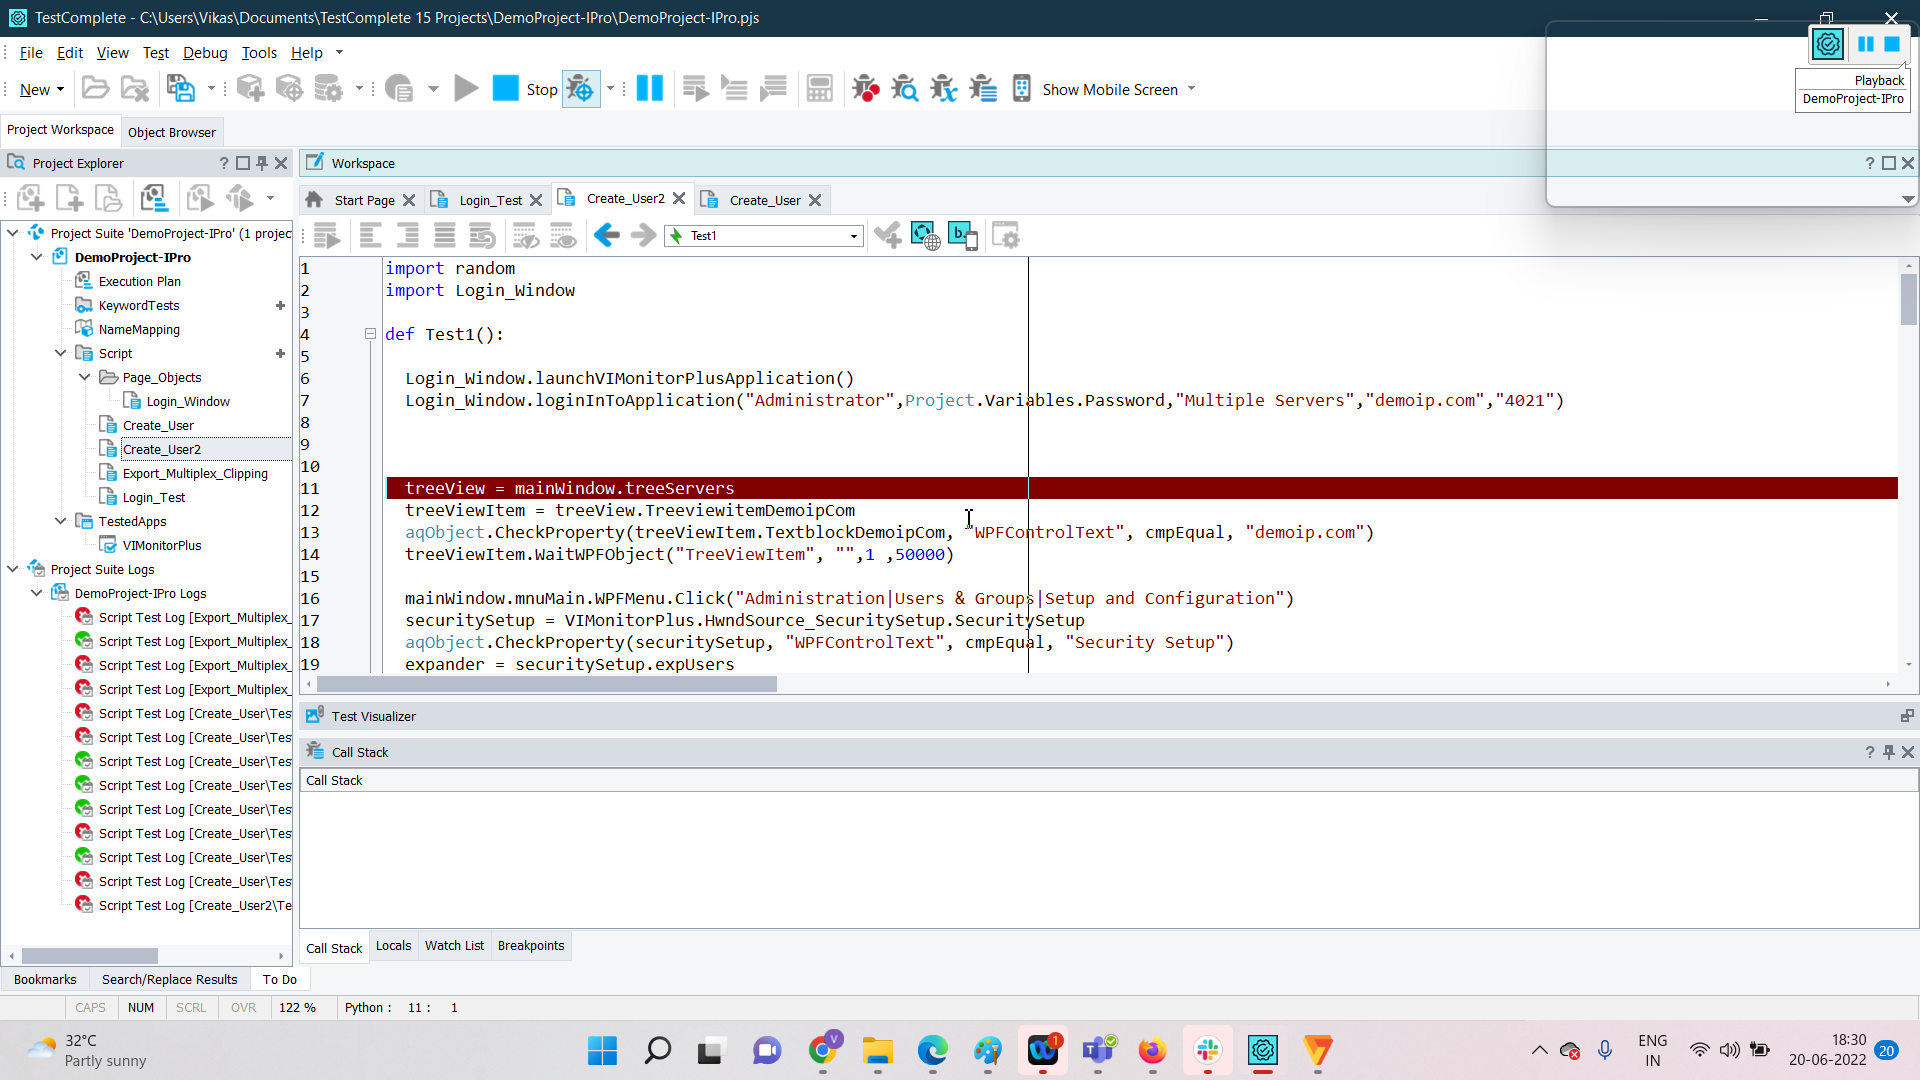 TestComplete - C:\Users\Vikas\Documents\TestComplete 15 Projects\DemoProject-IPro\DemoProject-IPro.pjs
File Edit View Test Debug Tools Help
New Stop Show Mobile Screen
Playback
DemoProject-IPro
Project Workspace Object Browser
Project Explorer
?
Workspace
?
Start Page Login_Test Create_User2 Create_User
b. Test1
Project Suite 'DemoProject-IPro' (1 projec
DemoProject-IPro
Execution Plan
KeywordTests
NameMapping
Script
Page_Objects
Login_Window
Create_User
Create_User2
Export_Multiplex_Clipping
Login_Test
TestedApps
VIMonitorPlus
Project Suite Logs
DemoProject-IPro Logs
Script Test Log [Export_Multiplex_
Script Test Log [Export_Multiplex_
Script Test Log [Export_Multiplex_
Script Test Log [Export_Multiplex_
Script Test Log [Create_User\Tes
Script Test Log [Create_User\Tes
Script Test Log [Create_User\Tes
Script Test Log [Create_User\Tes
Script Test Log [Create_User\Tes
Script Test Log [Create_User\Tes
Script Test Log [Create_User\Tes
Script Test Log [Create_User\Tes
Script Test Log [Create_User2\Te
1 import random
2 import Login_Window
3
4 def Test1():
5
6 Login_Window.launchVIMonitorPlusApplication()
7 Login_Window.loginInToApplication("Administrator",Project.Variables.Password,"Multiple Servers","demoip.com","4021")
8
9
10
11 treeView = mainWindow.treeServers
12 treeViewItem = treeView.TreeviewitemDemoipCom
13 aqObject.CheckProperty(treeViewItem.TextblockDemoipCom, "WPFControlText", cmpEqual, "demoip.com")
14 treeViewItem.WaitWPFObject("TreeViewItem", "",1 ,50000)
15
16 mainWindow.mnuMain.WPFMenu.Click("Administration|Users & Groups|Setup and Configuration")
17 securitySetup = VIMonitorPlus.HwndSource_SecuritySetup.SecuritySetup
18 aqObject.CheckProperty(securitySetup, "WPFControlText", cmpEqual, "Security Setup")
19 expander = securitySetup.expUsers
Test Visualizer
Call Stack
?
Call Stack
Call Stack Locals Watch List Breakpoints
Bookmarks Search/Replace Results To Do
CAPS NUM SCRL OVR 122 % Python : 11 : 1
32°C
Partly sunny
V
1
ENG
IN
18:30
20-06-2022
20